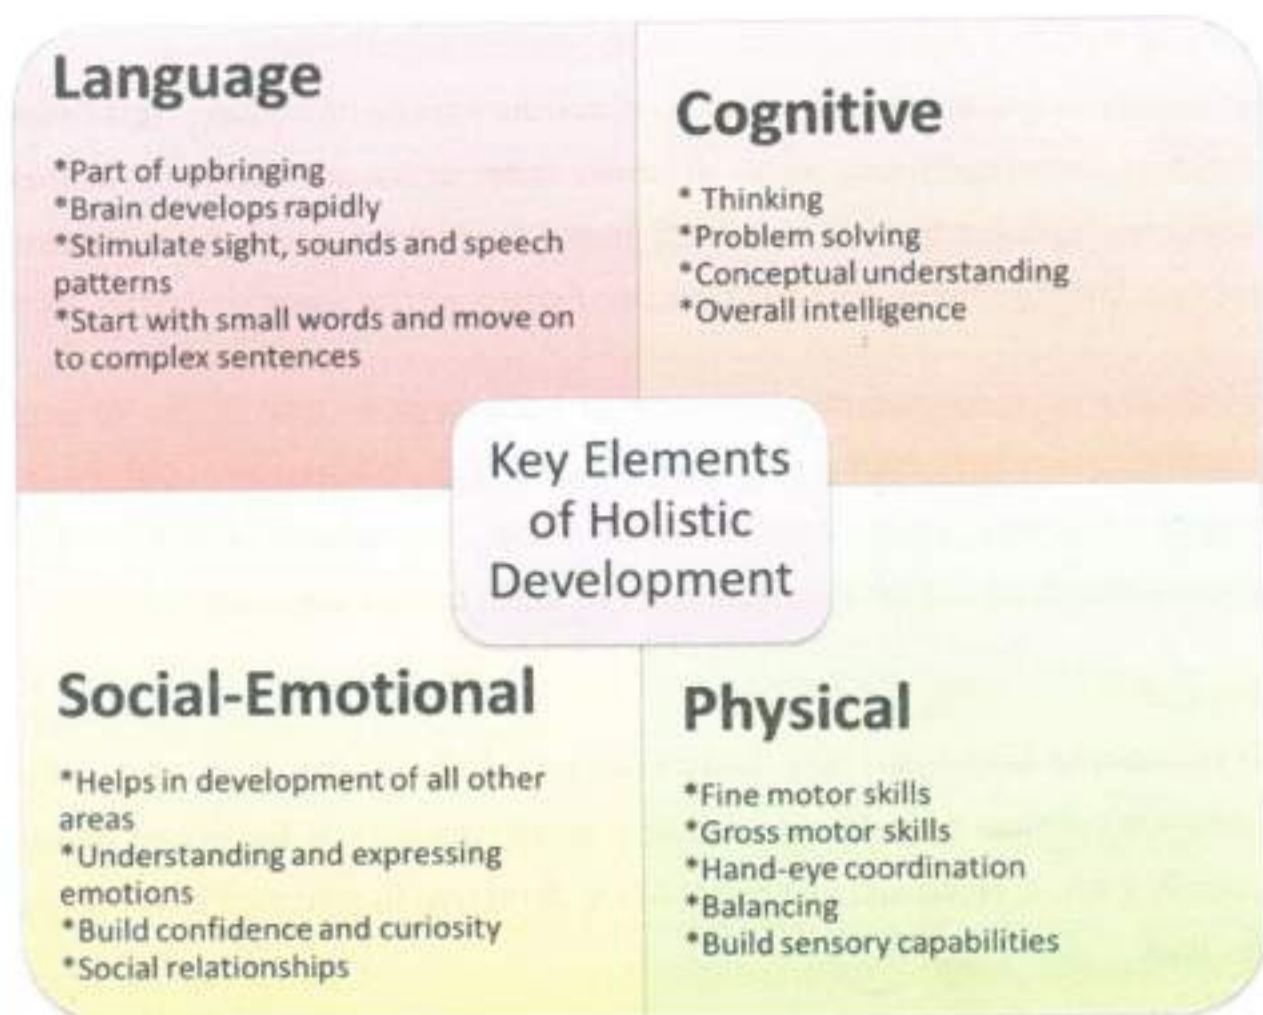 Language
*Part of upbringing
*Brain develops rapidly
*Stimulate sight, sounds and speech
patterns
*Start with small words and move on
to complex sentences
Cognitive
* Thinking
*Problem solving
*Conceptual understanding
*Overall intelligence
Key Elements
of Holistic
Development
Social-Emotional
*Helps in development of all other
areas
*Understanding and expressing
emotions
*Build confidence and curiosity
*Social relationships
Physical
*Fine motor skills
*Gross motor skills
*Hand-eye coordination
*Balancing
*Build sensory capabilities